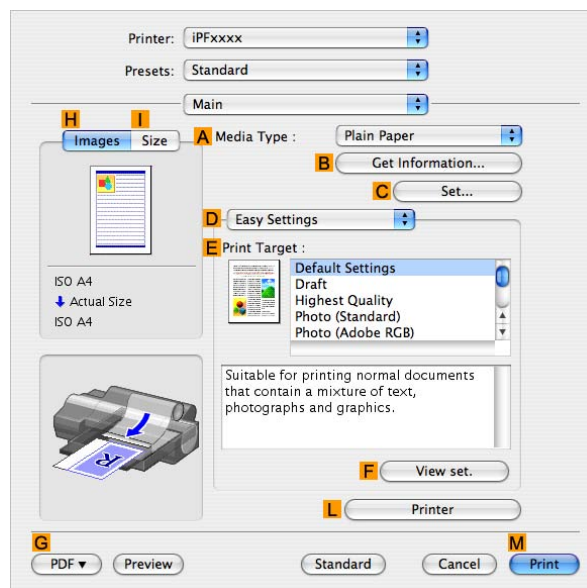 Printer: iPFxxxx
Presets: Standard
Main
H I
Images Size
A Media Type : Plain Paper
B Get Information...
C Set...
D Easy Settings
E Print Target :
Default Settings
Draft
Highest Quality
Photo (Standard)
Photo (Adobe RGB)
ISO A4
Actual Size
ISO A4
Suitable for printing normal documents
that contain a mixture of text,
photographs and graphics.
R
F View set.
L Printer
G M
PDF ▼ Preview Standard Cancel Print